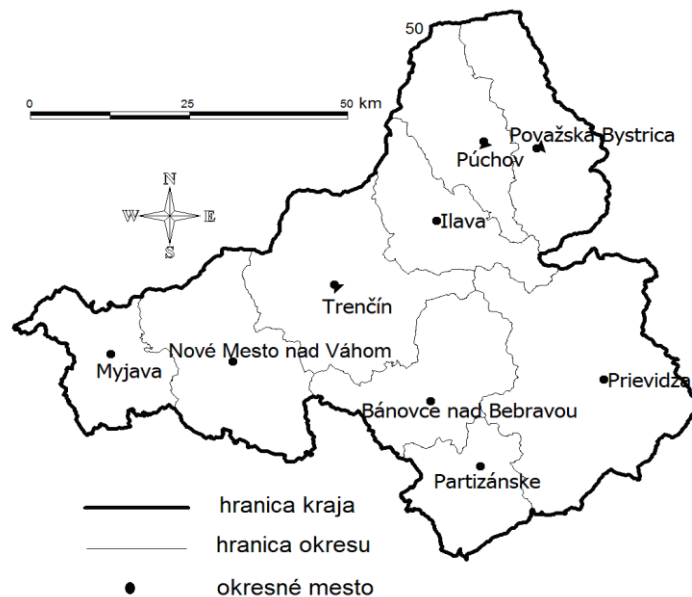 50
0 25 50 km
Považská Bystrica
Púchov
N
W E
S
Ilava
Trenčín
Nové Mesto nad Váhom
Myjava
Prievidza
Bánovce nad Bebravou
Partizánske
hranica kraja
hranica okresu
okresné mesto